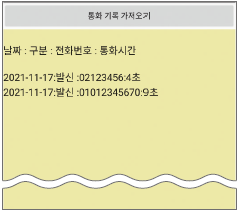 통화 기록 가져오기
날짜 : 구분 : 전화번호 : 통화시간
2021-11-17:발신 :02123456:4초
2021-11-17:발신 :01012345670:9초